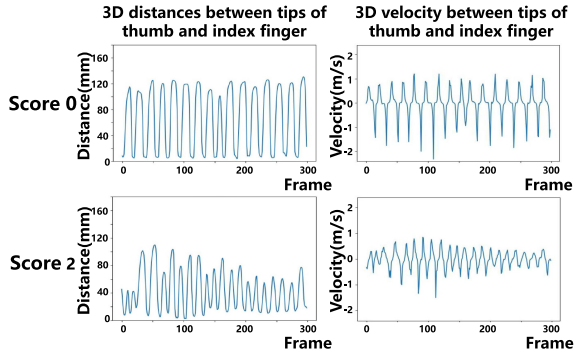 3D distances between tips of
thumb and index finger
3D velocity between tips of
thumb and index finger
Score 0
Distance(mm)
160
120
80
40
0
0
100
200
300
Frame
Velocity(m/s)
2
1
0
-1
-2
0
100
200
300
Frame
Score 2
Distance(mm)
160
120
80
40
0
0
100
200
300
Frame
Velocity(m/s)
2
1
0
-1
-2
0
100
200
300
Frame